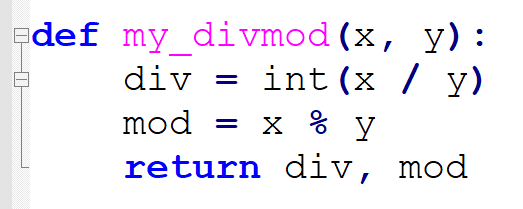 def my_divmod(x, y):
    div = int(x / y)
    mod = x % y
    return div, mod